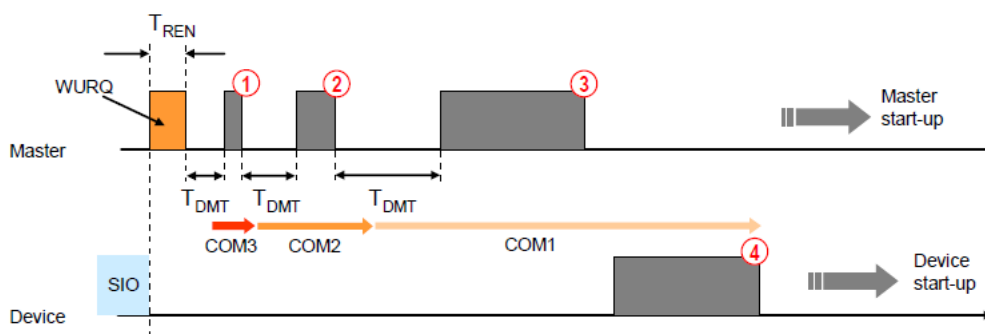 TREN
WURQ
1
2
3
Master
start-up
Master
TDMT
TDMT
TDMT
COM3
COM2
COM1
4
SIO
Device
start-up
Device